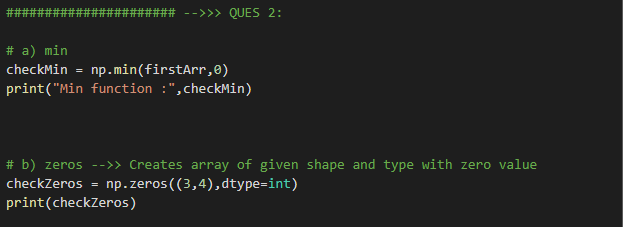 ###################### -->>> QUES 2:
# a) min
checkMin = np.min(firstArr,0)
print("Min function :",checkMin)
# b) zeros -->> Creates array of given shape and type with zero value
checkZeros = np.zeros((3,4),dtype=int)
print(checkZeros)